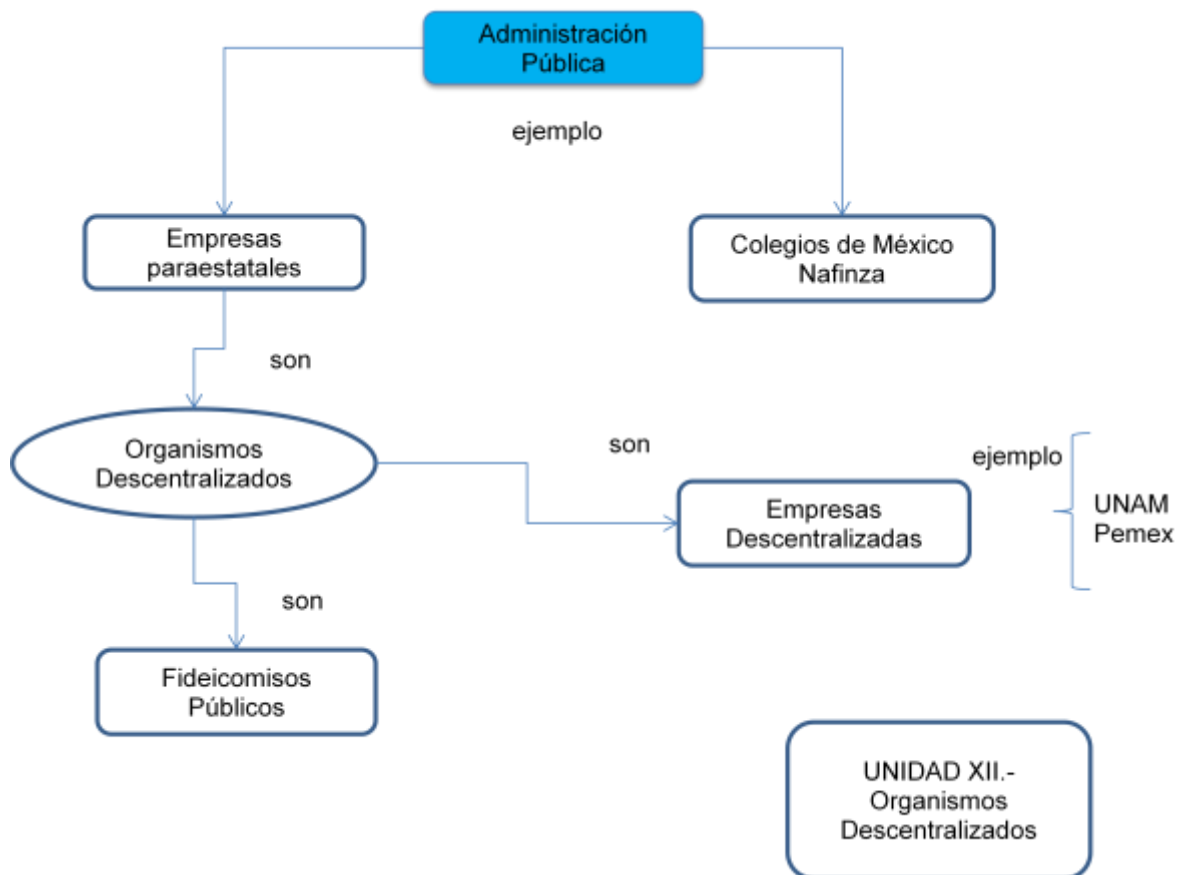 Administración
Pública
ejemplo
Empresas
paraestatales
Colegios de México
Nafinza
son
Organismos
Descentralizados
son
ejemplo
Empresas
Descentralizadas
UNAM
Pemex
son
Fideicomisos
Públicos
UNIDAD XII.-
Organismos
Descentralizados